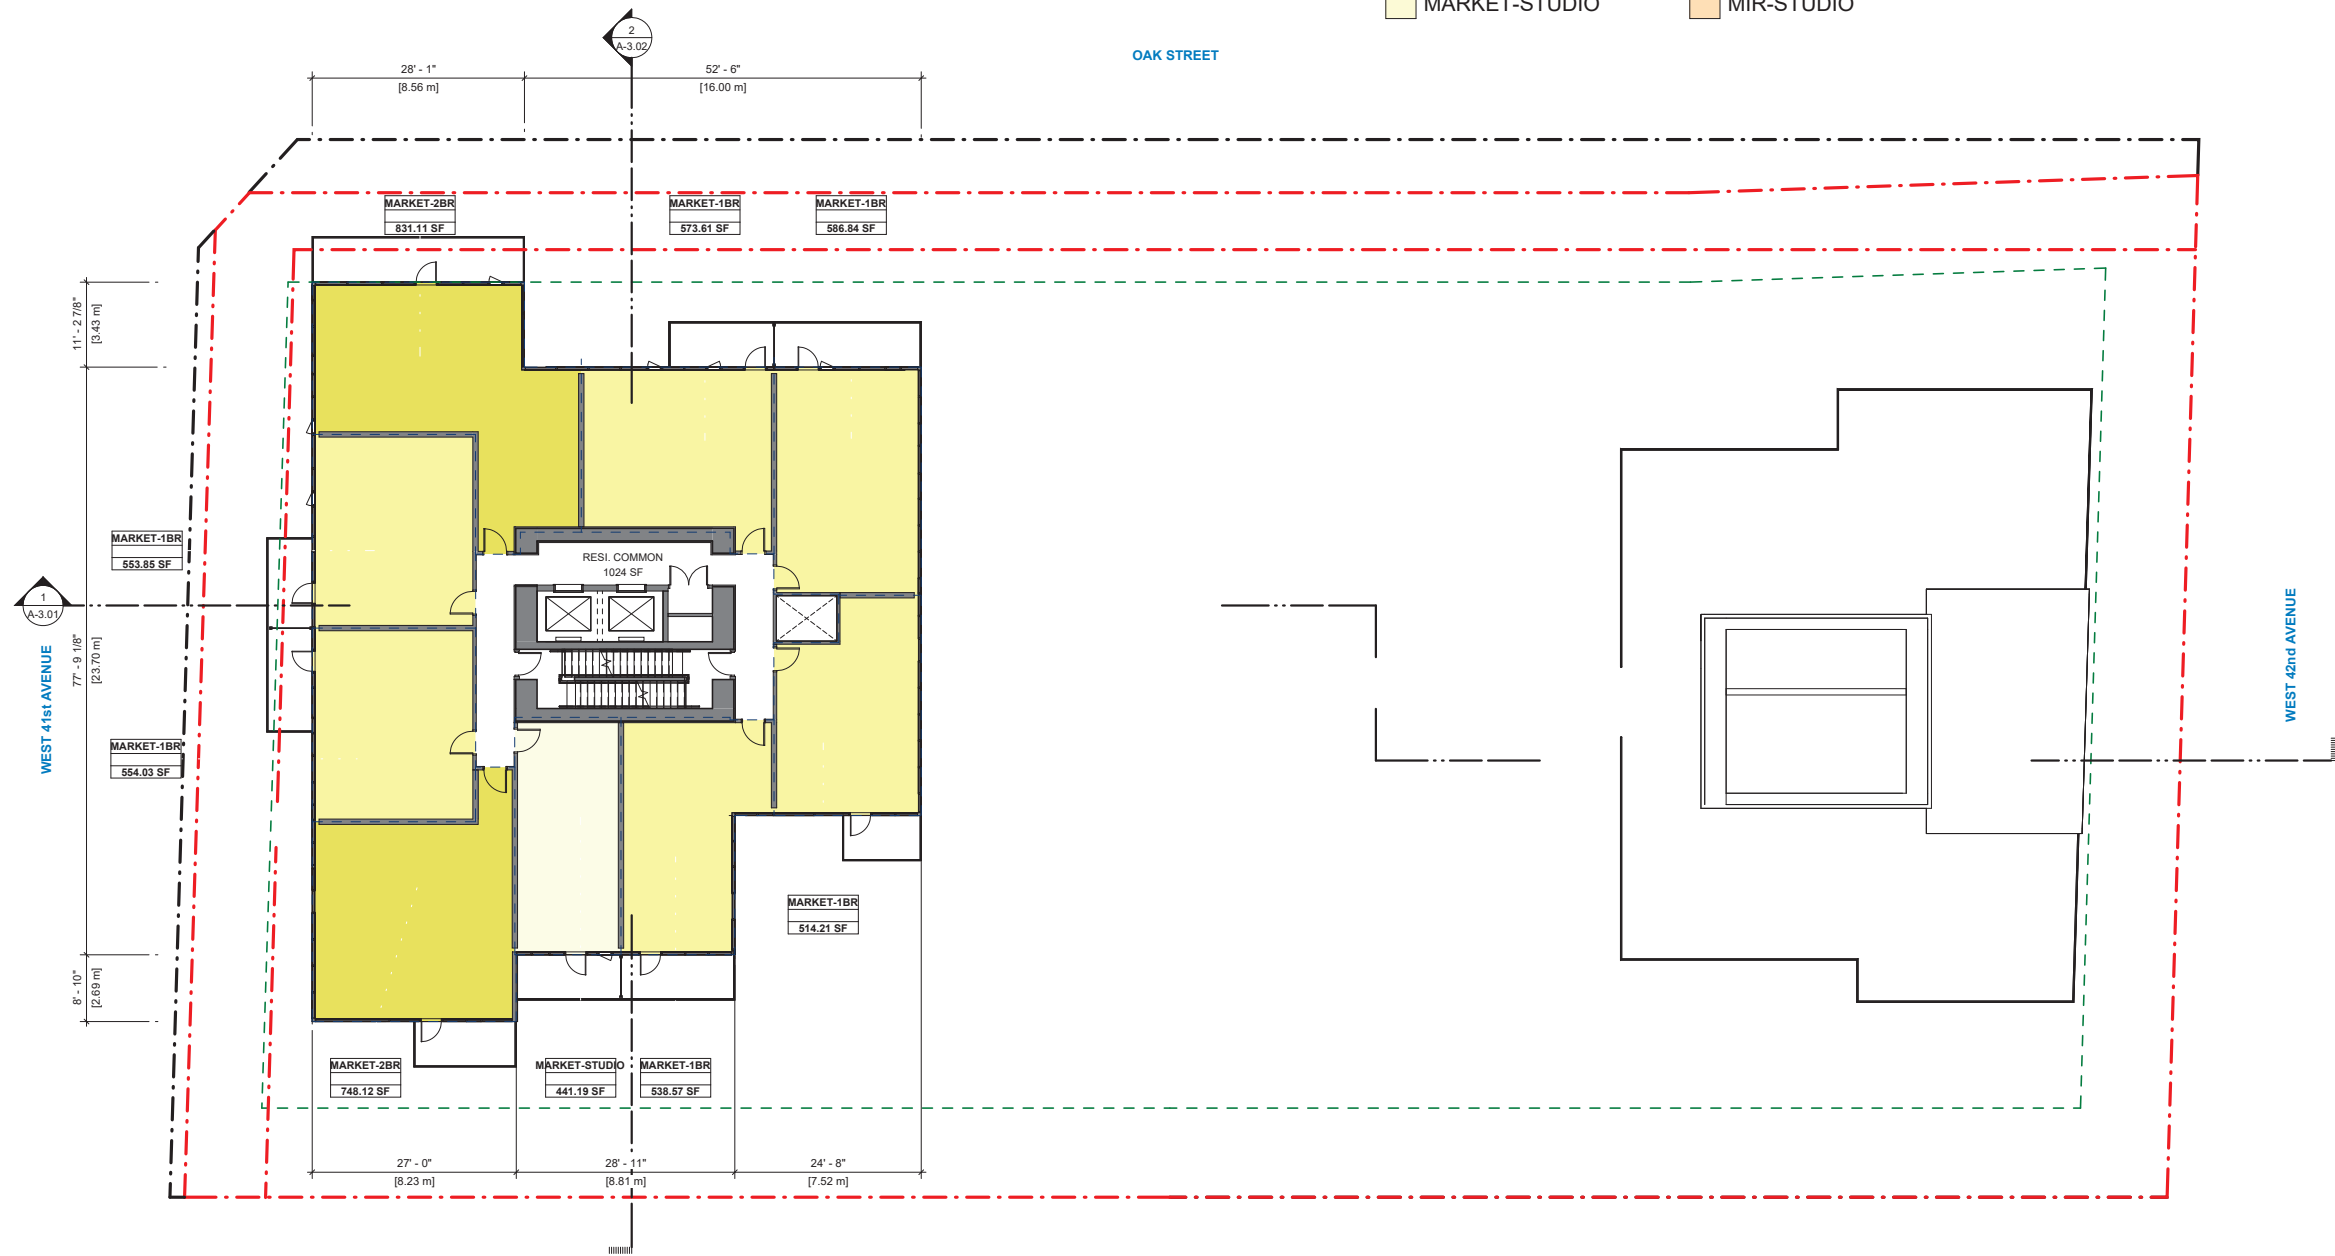 MARKET-STUDIO
MIR-STUDIO
2
A-3.02
OAK STREET
28' - 1"
[8.56 m]
52' - 6"
[16.00 m]
MARKET-2BR
831.11 SF
MARKET-1BR
573.61 SF
MARKET-1BR
586.84 SF
11' - 2 7/8"
[3.43 m]
MARKET-1BR
553.85 SF
RESI. COMMON
1024 SF
1
A-3.01
WEST 41st AVENUE
77' - 9 1/8"
[23.70 m]
WEST 42nd AVENUE
MARKET-1BR
554.03 SF
MARKET-1BR
514.21 SF
8' - 10"
[2.69 m]
MARKET-2BR
748.12 SF
MARKET-STUDIO
441.19 SF
MARKET-1BR
538.57 SF
27' - 0"
[8.23 m]
28' - 11"
[8.81 m]
24' - 8"
[7.52 m]